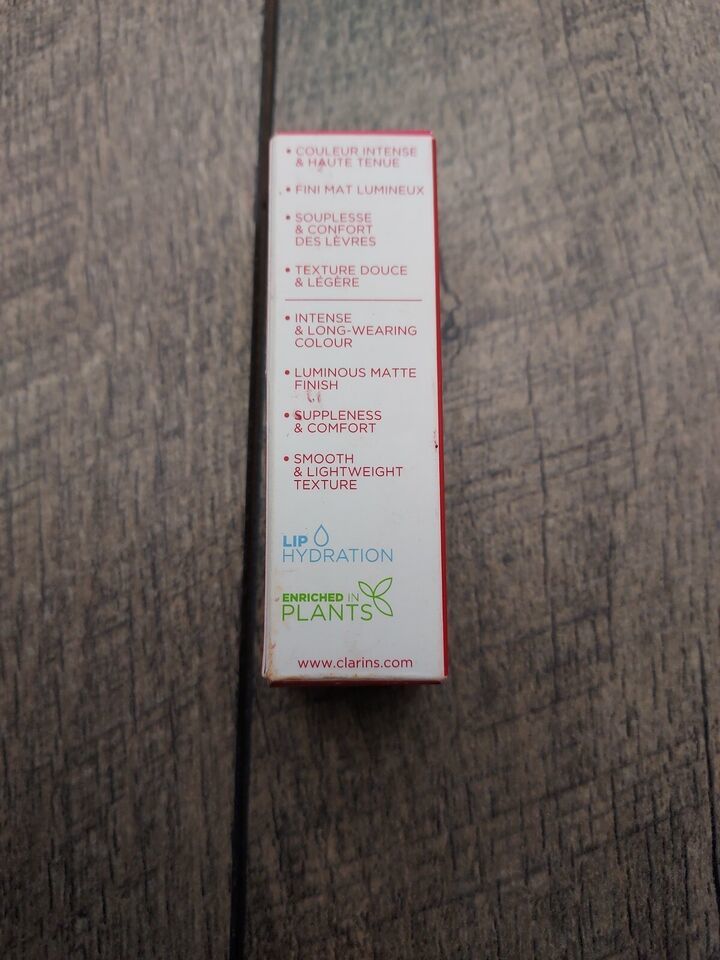 • COULEUR INTENSE
& HAUTE TENUE
• FINI MAT LUMINEUX
• SOUPLESSE
& CONFORT
DES LÈVRES
• TEXTURE DOUCE
& LÉGÈRE
• INTENSE
& LONG-WEARING
COLOUR
• LUMINOUS MATTE
FINISH
• SUPPLENESS
& COMFORT
• SMOOTH
& LIGHTWEIGHT
TEXTURE
LIP
HYDRATION
ENRICHED IN
PLANTS
www.clarins.com